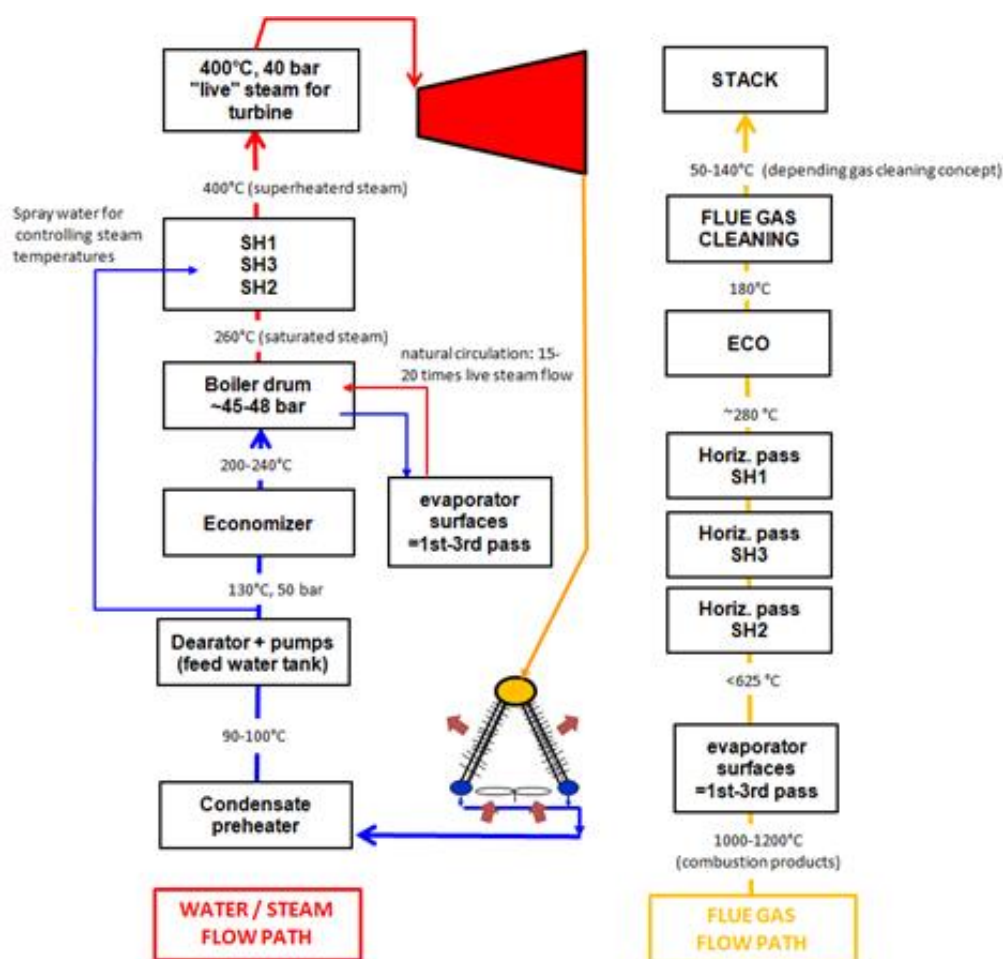 400°C, 40 bar
"live" steam for
turbine
400°C (superheaterd steam)
Spray water for
controlling steam
temperatures
SH1
SH3
SH2
260°C (saturated steam)
natural circulation: 15-
20 times live steam flow
Boiler drum
~45-48 bar
200-240°C
evaporator
surfaces
=1st-3rd pass
Economizer
130°C, 50 bar
Dearator + pumps
(feed water tank)
90-100°C
Condensate
preheater
WATER / STEAM
FLOW PATH
STACK
50-140°C (depending gas cleaning concept)
FLUE GAS
CLEANING
180°C
ECO
~280 °C
Horiz. pass
SH1
Horiz. pass
SH3
Horiz. pass
SH2
<625 °C
evaporator
surfaces
=1st-3rd pass
1000-1200°C
(combustion products)
FLUE GAS
FLOW PATH